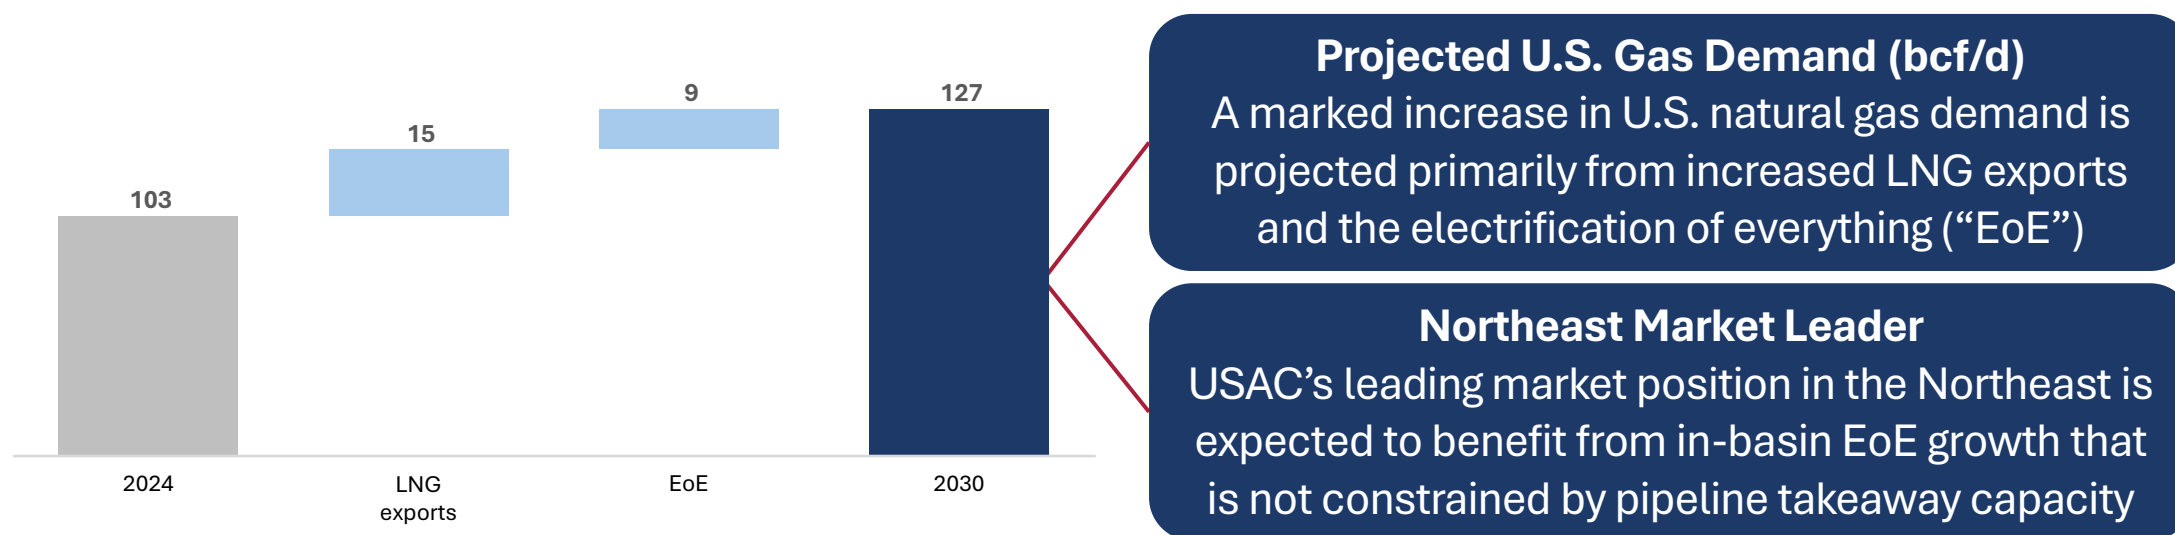 103
15
9
127
2024
LNG
exports
EoE
2030
Projected U.S. Gas Demand (bcf/d)
A marked increase in U.S. natural gas demand is
projected primarily from increased LNG exports
and the electrification of everything (“EoE”)
Northeast Market Leader
USAC’s leading market position in the Northeast is
expected to benefit from in-basin EoE growth that
is not constrained by pipeline takeaway capacity